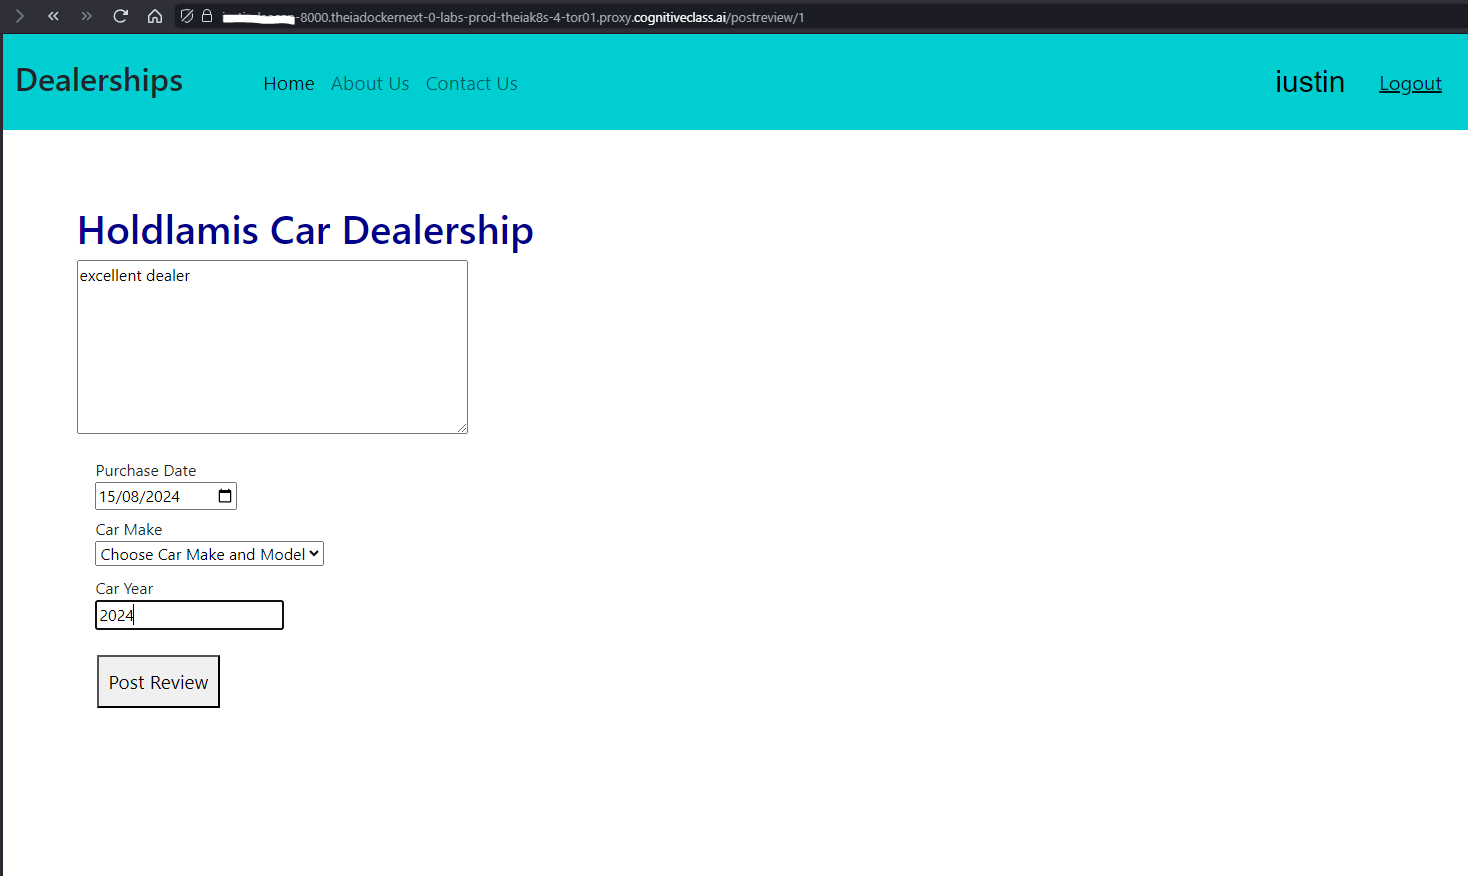 -8000.theiadockernext-0-labs-prod-theiak8s-4-tor01.proxy.cognitiveclass.ai/postreview/1
Dealerships Home About Us Contact Us iustin Logout
Holdlamis Car Dealership
excellent dealer
Purchase Date
15/08/2024
Car Make
Choose Car Make and Model
Car Year
2024
Post Review